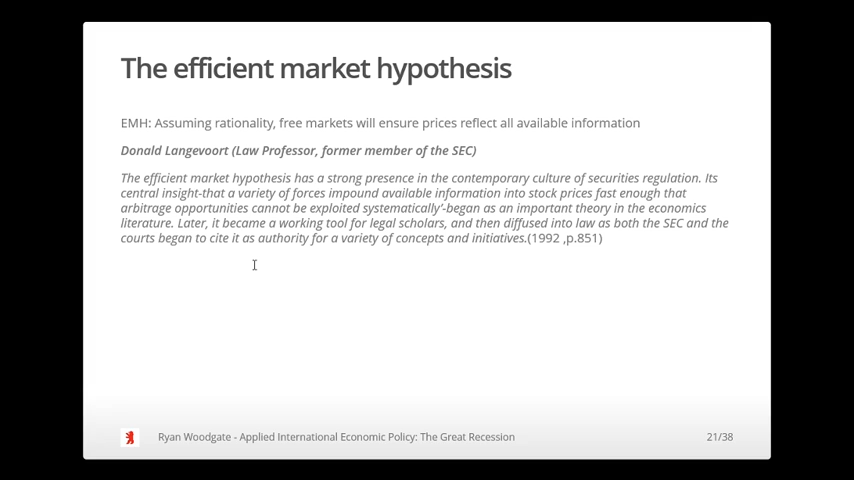 The efficient market hypothesis
EMH: Assuming rationality, free markets will ensure prices reflect all available information
Donald Langevoort (Law Professor, former member of the SEC)
The efficient market hypothesis has a strong presence in the contemporary culture of securities regulation. Its
central insight-that a variety of forces impound available information into stock prices fast enough that
arbitrage opportunities cannot be exploited systematically'-began as an important theory in the economics
literature. Later, it became a working tool for legal scholars, and then diffused into law as both the SEC and the
courts began to cite it as authority for a variety of concepts and initiatives.(1992 ,p.851)
Ryan Woodgate - Applied International Economic Policy: The Great Recession
21/38